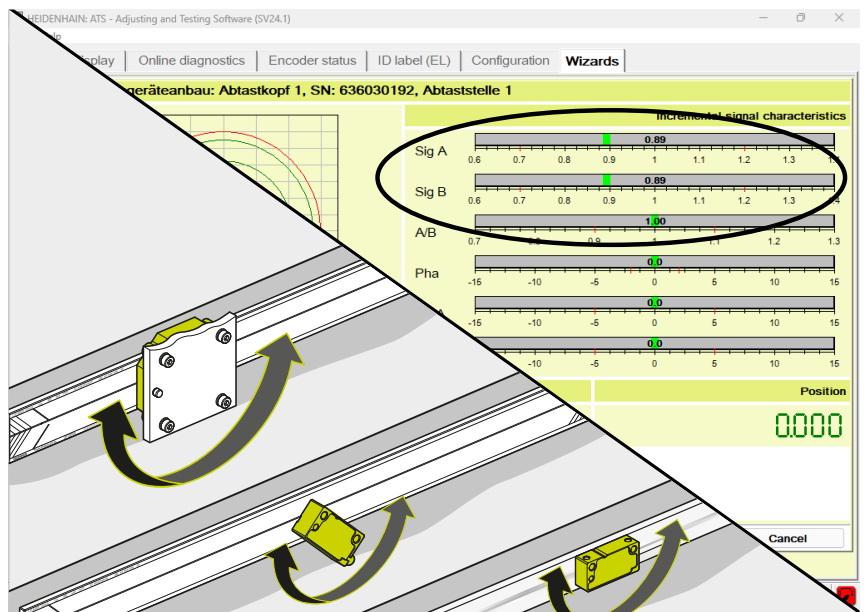 HEIDENHAIN: ATS - Adjusting and Testing Software (SV24.1)
Online diagnostics Encoder status ID label (EL) Configuration Wizards
geräteanbau: Abtastkopf 1, SN: 636030192, Abtaststelle 1
Incremental signal characteristics
Sig A
0.89
0.6 0.7 0.8 0.9 1 1.1 1.2 1.3
Sig B
0.89
0.6 0.7 0.8 0.9 1 1.1 1.2 1.3
A/B
1.00
0.7 0.9 1 1.2 1.3
Pha
0.0
-15 -10 -5 0 5 10 15
0.0
-15 -10 -5 0 5 10 15
0.0
-10 -5 0 5 10 15
Position
0.000
Cancel